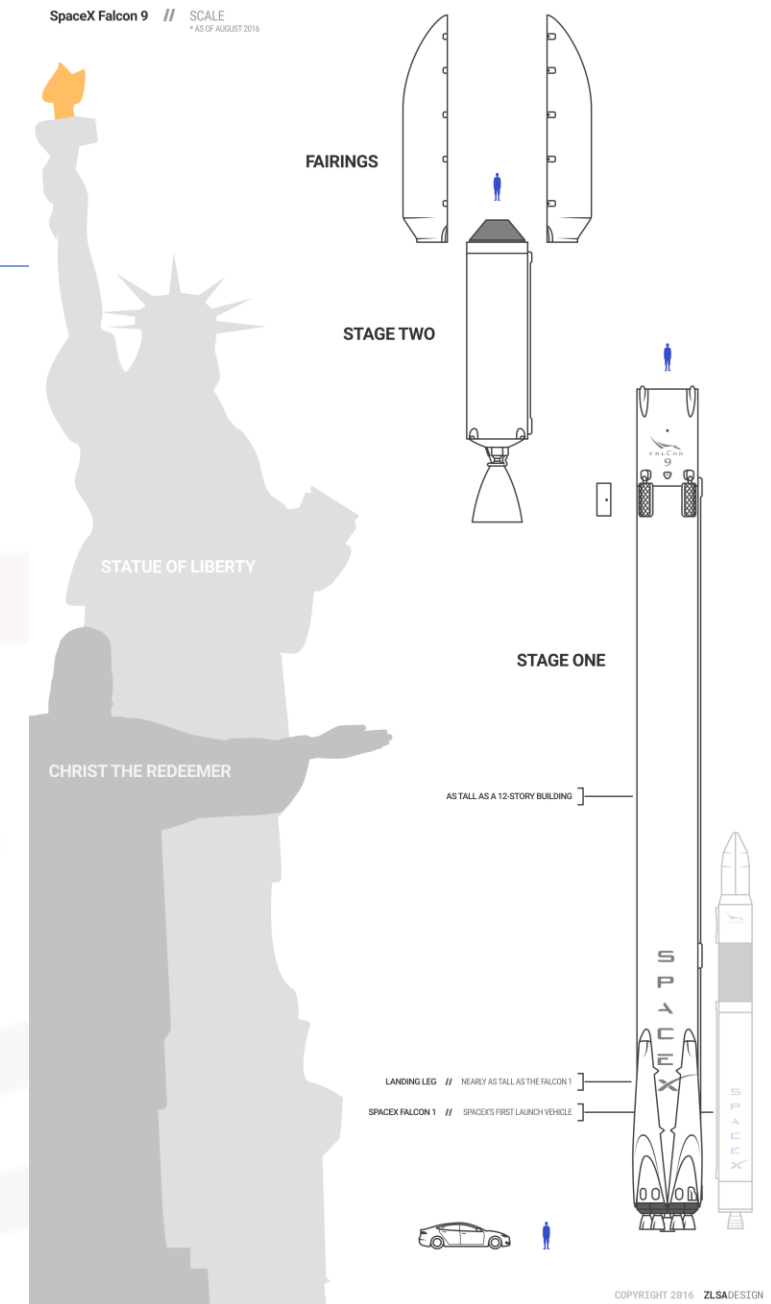 SpaceX Falcon 9 // SCALE
* AS OF AUGUST 2016
FAIRINGS
STAGE TWO
FALCON
9
STATUE OF LIBERTY
STAGE ONE
CHRIST THE REDEEMER
AS TALL AS A 12-STORY BUILDING
SPACEX
LANDING LEG // NEARLY AS TALL AS THE FALCON 1
SPACEX FALCON 1 // SPACEX'S FIRST LAUNCH VEHICLE
SPACEX
COPYRIGHT 2016 ZLSADESIGN